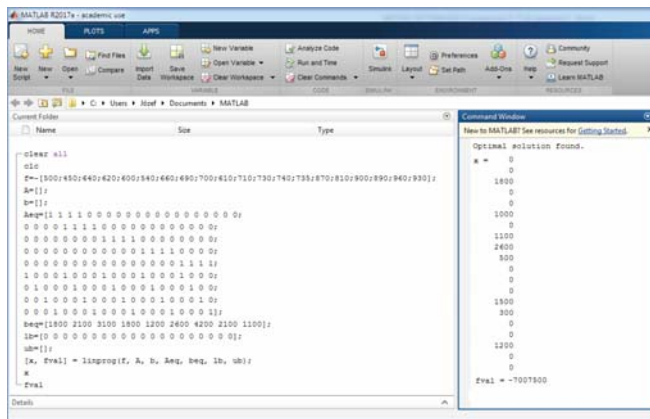 MATLAB R2017a - academic use
HOME PLOTS APPS
New Script
New
Open
Find Files
Compare
Import Data
Save Workspace
New Variable
Open Variable
Clear Workspace
Analyze Code
Run and Time
Clear Commands
Simulink
Layout
Preferences
Set Path
Add-Ons
Help
Community
Request Support
Learn MATLAB
FILE VARIABLE CODE SIMULINK ENVIRONMENT RESOURCES
C: Users József Documents MATLAB
Current Folder
Name Size Type
clear all
clc
f=-[500;450;640;620;600;540;660;690;700;610;710;730;740;735;870;810;900;890;960;930];
A=[];
b=[];
Aeq=[1 1 1 1 0 0 0 0 0 0 0 0 0 0 0 0 0 0 0 0;
0 0 0 0 1 1 1 1 0 0 0 0 0 0 0 0 0 0 0 0;
0 0 0 0 0 0 0 0 1 1 1 1 0 0 0 0 0 0 0 0;
0 0 0 0 0 0 0 0 0 0 0 0 1 1 1 1 0 0 0 0;
0 0 0 0 0 0 0 0 0 0 0 0 0 0 0 0 1 1 1 1;
1 0 0 0 1 0 0 0 1 0 0 0 1 0 0 0 1 0 0 0;
0 1 0 0 0 1 0 0 0 1 0 0 0 1 0 0 0 1 0 0;
0 0 1 0 0 0 1 0 0 0 1 0 0 0 1 0 0 0 1 0;
0 0 0 1 0 0 0 1 0 0 0 1 0 0 0 1 0 0 0 1];
beq=[1800 2100 3100 1800 1200 2600 4200 2100 1100];
lb=[0 0 0 0 0 0 0 0 0 0 0 0 0 0 0 0 0 0 0 0];
ub=[];
[x, fval] = linprog(f, A, b, Aeq, beq, lb, ub);
x
fval
Details
Command Window
New to MATLAB? See resources for Getting Started. x
Optimal solution found.
x = 0
0
1800
0
0
1000
0
1100
2600
500
0
0
0
1500
300
0
0
1200
0
0
fval = -7007500